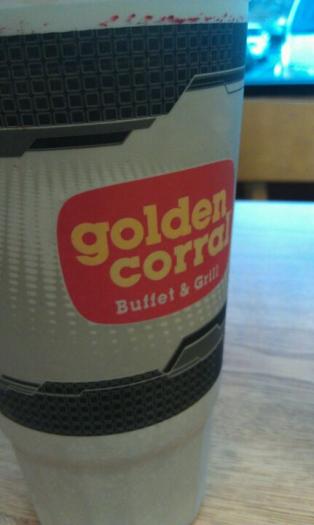 golden
corral
Buffet & Grill